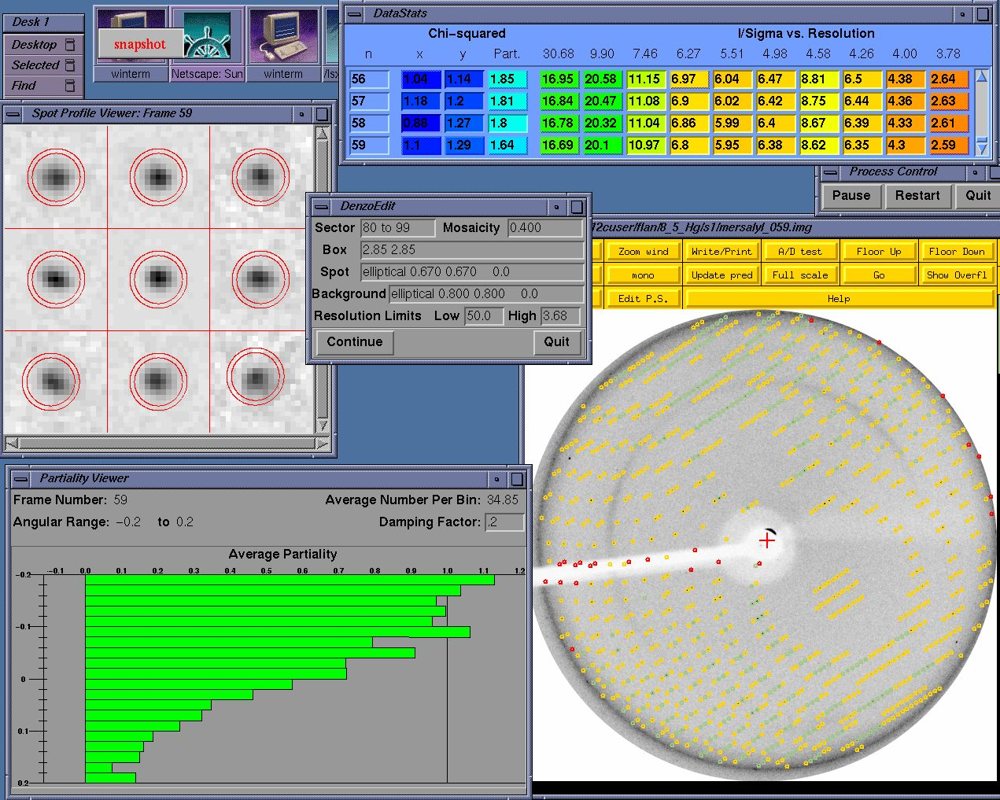 Desk 1
Desktop
Selected
Find
snapshot
winterm
Netscape: Sun
winterm
DataStats
Chi-squared I/Sigma vs. Resolution
n x y Part. 30.68 9.90 7.46 6.27 5.51 4.98 4.58 4.26 4.00 3.78
56 1.04 1.14 1.85 16.95 20.58 11.15 6.97 6.04 6.47 8.81 6.5 4.38 2.64
57 1.18 1.2 1.81 16.84 20.47 11.08 6.9 6.02 6.42 8.75 6.44 4.36 2.63
58 0.88 1.27 1.8 16.78 20.32 11.04 6.86 5.99 6.4 8.67 6.39 4.33 2.61
59 1.1 1.29 1.64 16.69 20.1 10.97 6.8 5.95 6.38 8.62 6.35 4.3 2.59
Spot Profile Viewer: Frame 59
Process Control
Pause Restart Quit
DenzoEdit
Sector 80 to 99 Mosaicity 0.400
Box 2.85 2.85
Spot elliptical 0.670 0.670 0.0
Background elliptical 0.800 0.800 0.0
Resolution Limits Low 50.0 High 3.68
Continue Quit
12cuser/flan/8_5_Hg/s1/mersalyl_059.img
Zoom wind Write/Print A/D test Floor Up Floor Down
mono Update pred Full scale Go Show Overfl
Edit P.S. Help
Partiality Viewer
Frame Number: 59 Average Number Per Bin: 34.85
Angular Range: -0.2 to 0.2 Damping Factor: .2
Average Partiality
-0.1 0.0 0.1 0.2 0.3 0.4 0.5 0.6 0.7 0.8 0.9 1.0 1.1 1.2
-0.2
-0.1
0
0.1
0.2